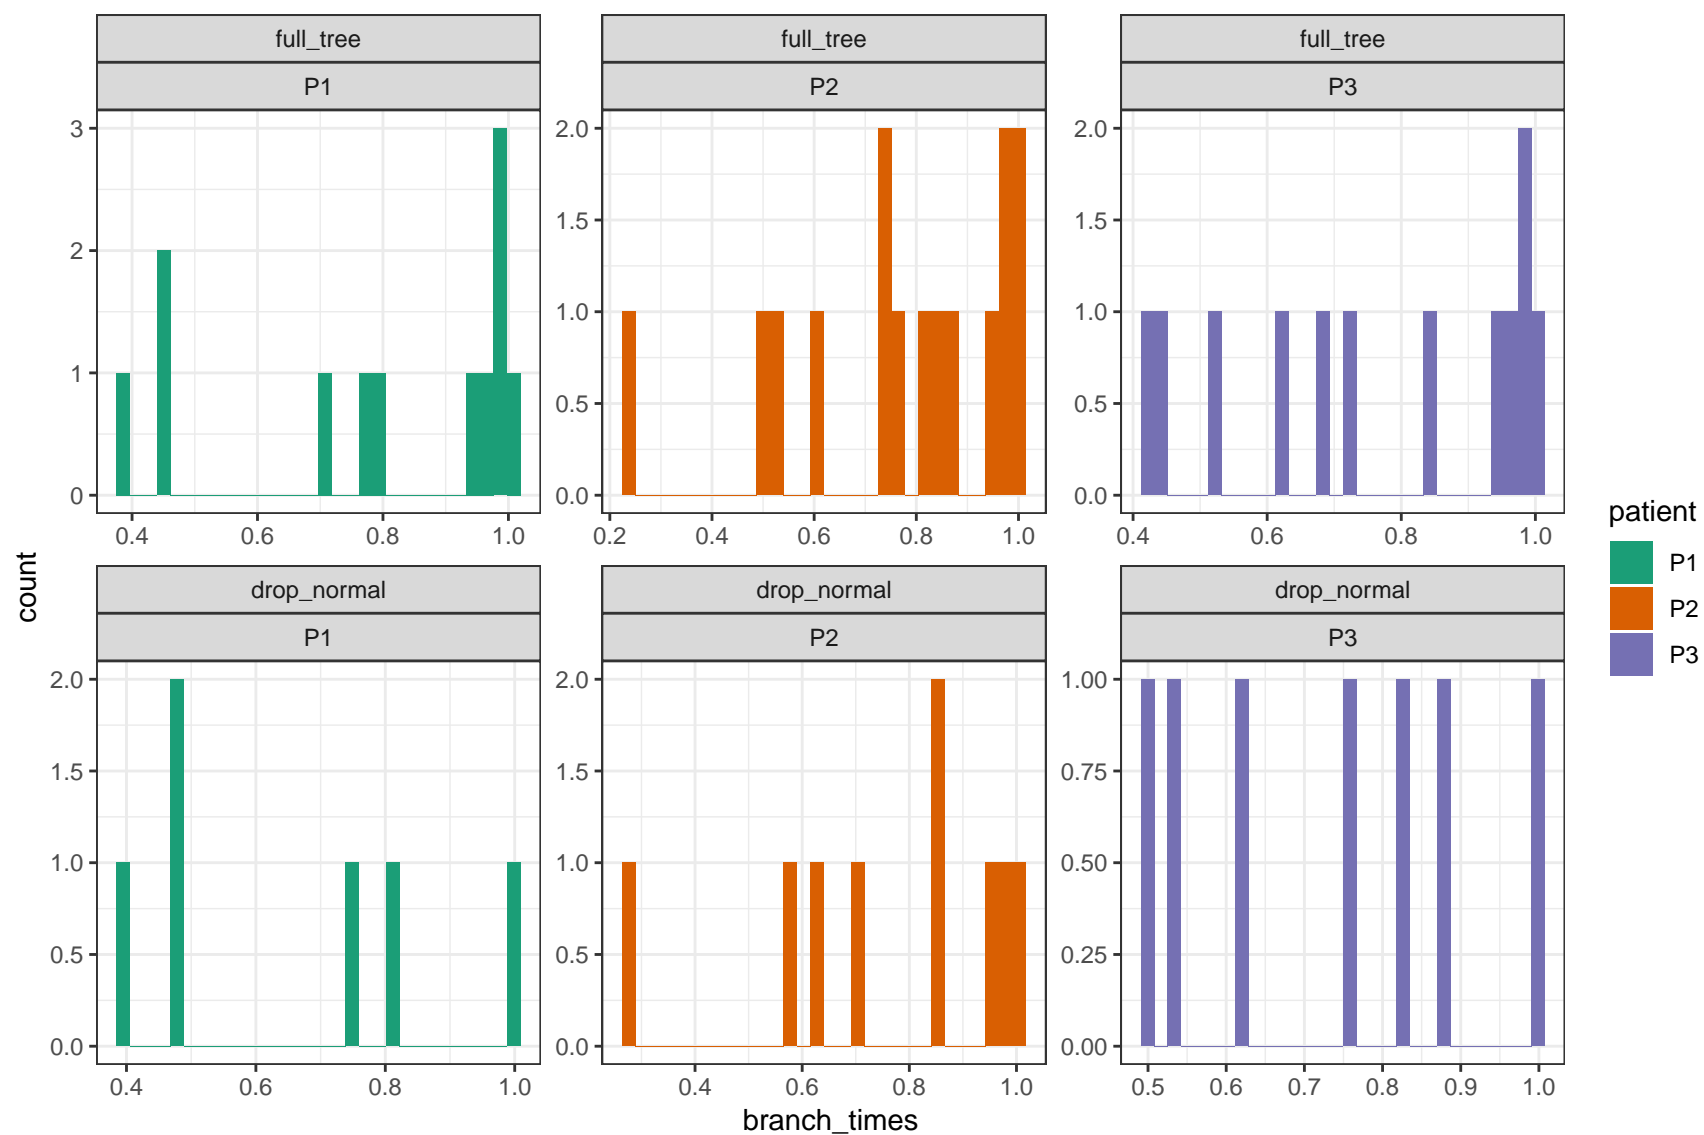 full_tree full_tree full_tree
P1 P2 P3
3 2.0 2.0
1.5 1.5
2
1.0 1.0
1
0.5 0.5
0 0.0 0.0
0.4 0.6 0.8 1.0 0.2 0.4 0.6 0.8 1.0 0.4 0.6 0.8 1.0
drop_normal drop_normal drop_normal
P1 P2 P3
2.0 2.0 1.00
1.5 1.5 0.75
1.0 1.0 0.50
0.5 0.5 0.25
0.0 0.0 0.00
0.4 0.6 0.8 1.0 0.4 0.6 0.8 1.0 0.5 0.6 0.7 0.8 0.9 1.0
count
branch_times
patient
P1
P2
P3